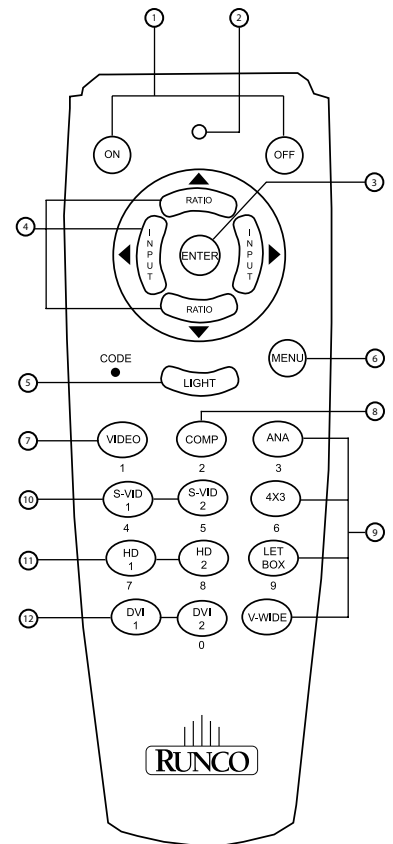 1
2
ON
OFF
3
RATIO
4
INPUT
ENTER
INPUT
RATIO
CODE
MENU
6
5
LIGHT
8
7
VIDEO
COMP
ANA
1
2
3
10
S-VID
1
S-VID
2
4X3
4
5
6
9
11
HD
1
HD
2
LET
BOX
7
8
9
12
DVI
1
DVI
2
V-WIDE
0
RUNCO